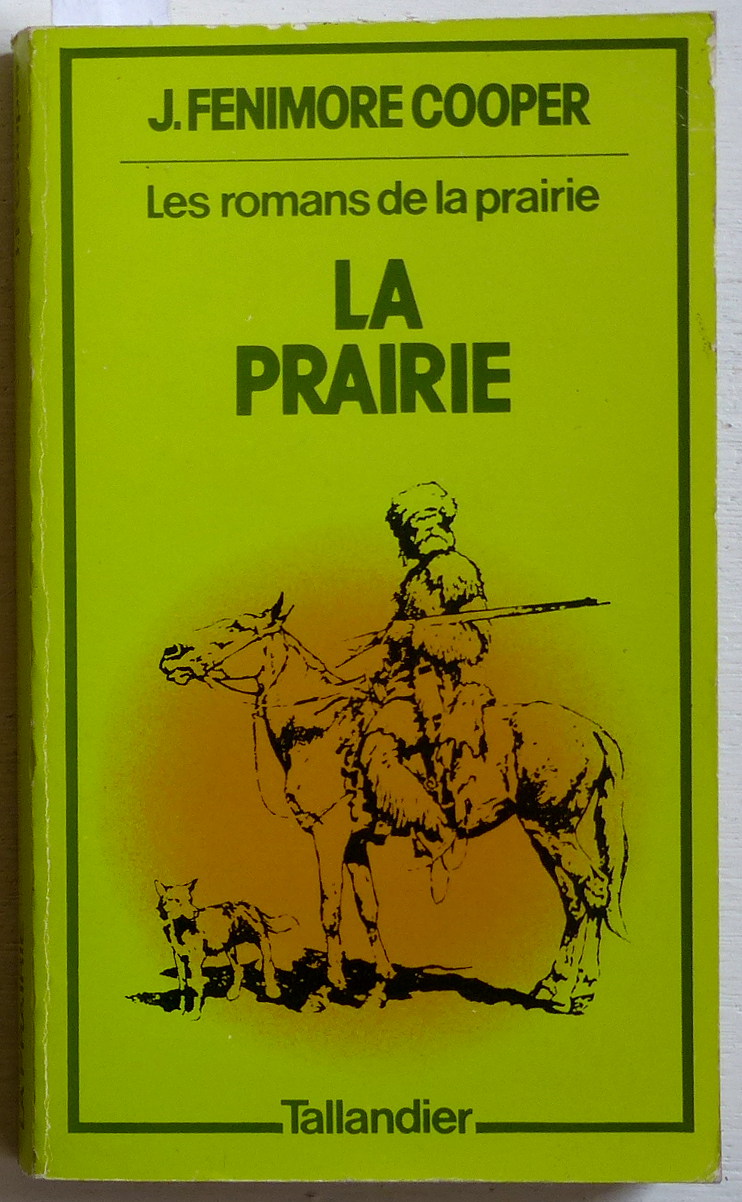 J. FENIMORE COOPER
Les romans de la prairie
LA
PRAIRIE
Tallandier